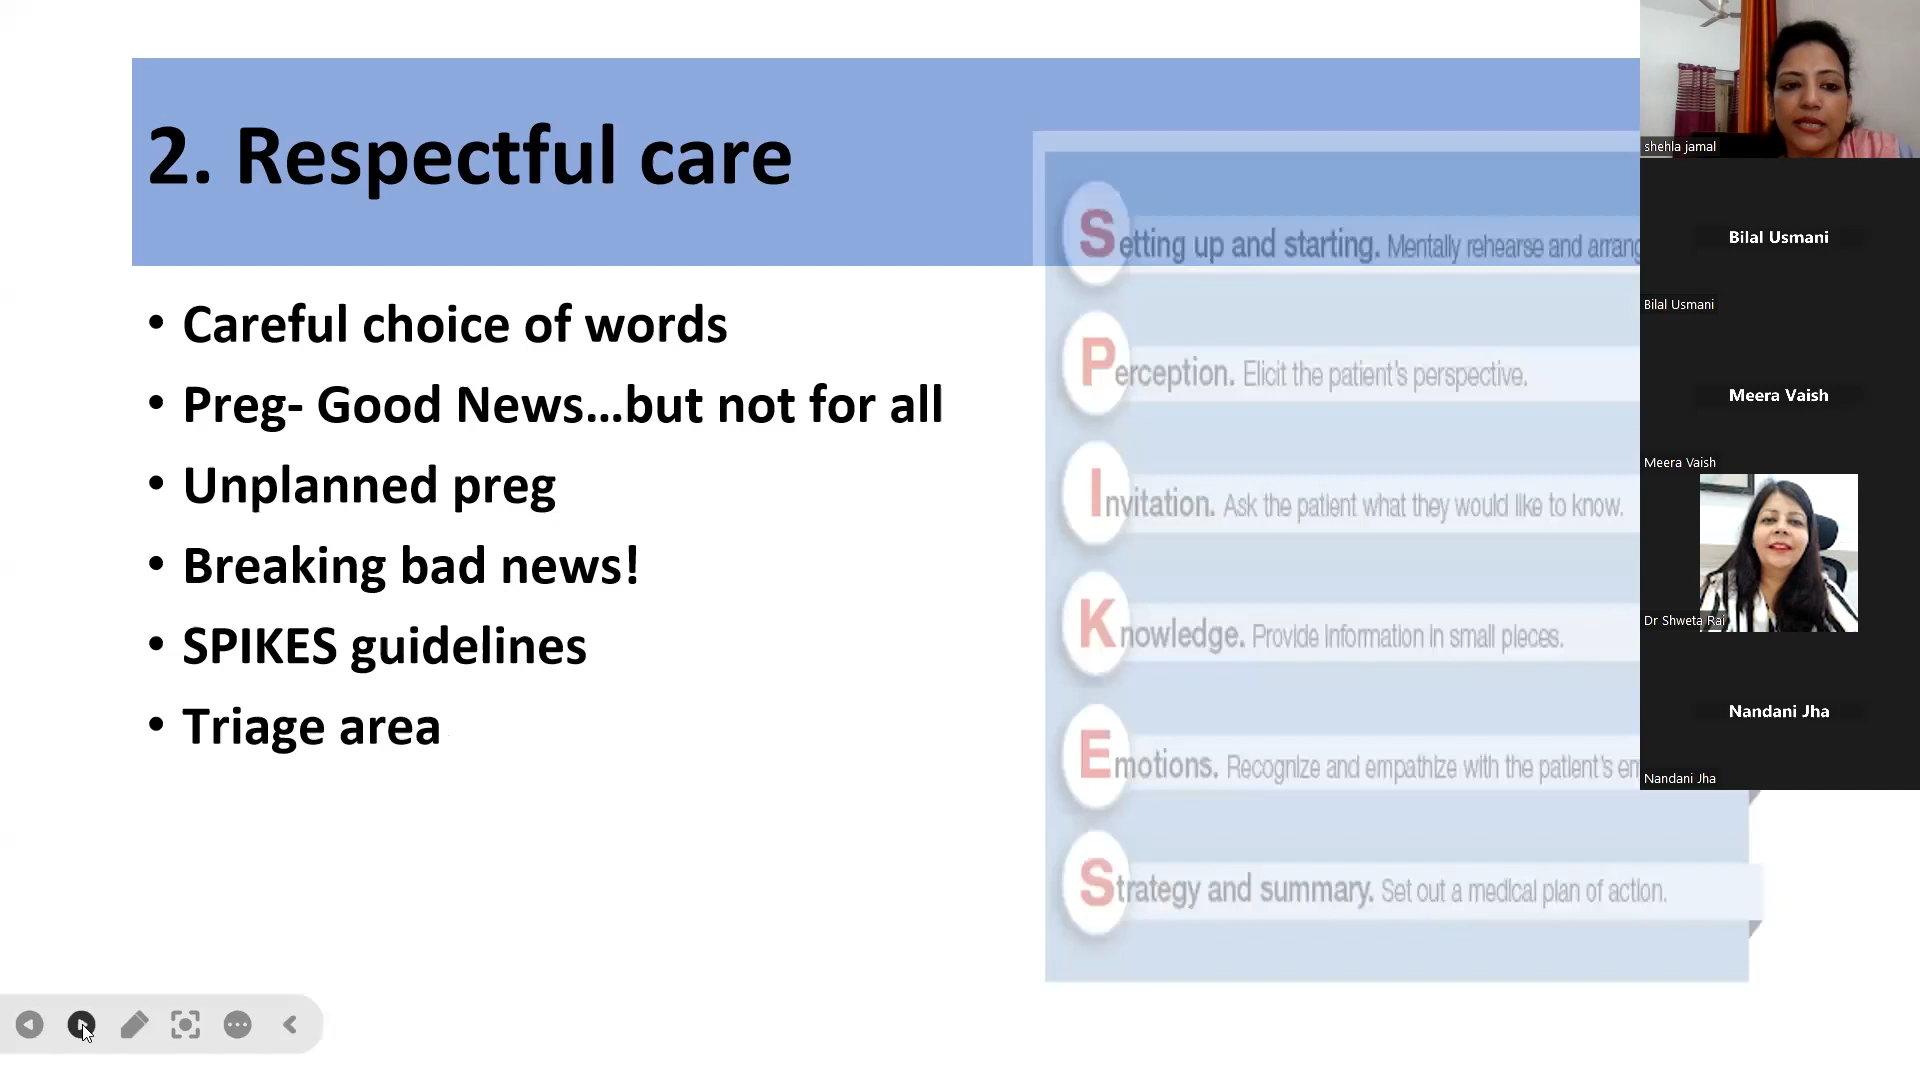 2. Respectful care
• Careful choice of words
• Preg- Good News...but not for all
• Unplanned preg
• Breaking bad news!
• SPIKES guidelines
• Triage area
Setting up and starting. Mentally rehearse and
Perception. Elicit the patient's perspective.
Invitation. Ask the patient what they would like to know.
Knowledge. Provide information in small pieces.
Emotions. Recognize and empathize with the patient's
Strategy and summary. Set out a medical plan of action.
shehla jamal
Bilal Usmani
Bilal Usmani
Meera Vaish
Meera Vaish
Dr Shweta Rai
Nandani Jha
Nandani Jha